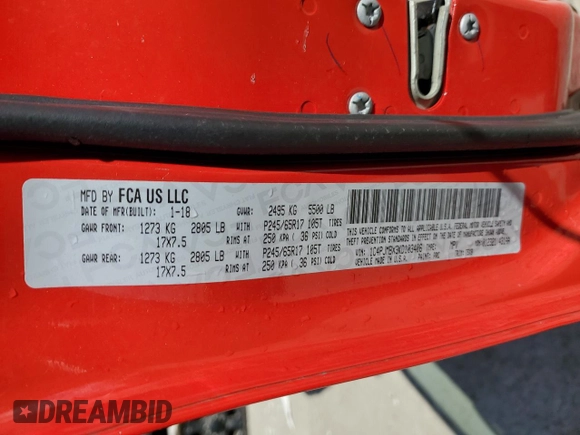 MFD BY FCA US LLC
DATE OF MFR(BUILT): 1-18 GVWR: 2495 KG 5500 LB
GAWR FRONT: 1273 KG 2805 LB WITH P245/65R17 105T TIRES
17X7.5 RIMS AT 250 KPA ( 36 PSI) COLD
GAWR REAR: 1273 KG 2805 LB WITH P245/65R17 105T TIRES
17X7.5 RIMS AT 250 KPA ( 36 PSI) COLD
THIS VEHICLE CONFORMS TO ALL APPLICABLE U.S.A. FEDERAL MOTOR VEHICLE SAFETY AND
THEFT PREVENTION STANDARDS IN EFFECT ON THE DATE OF MANUFACTURE SHOWN ABOVE.
VIN: TYPE: MPV
MADE IN U.S.A. PAINT: TRIM:
DREAMBID